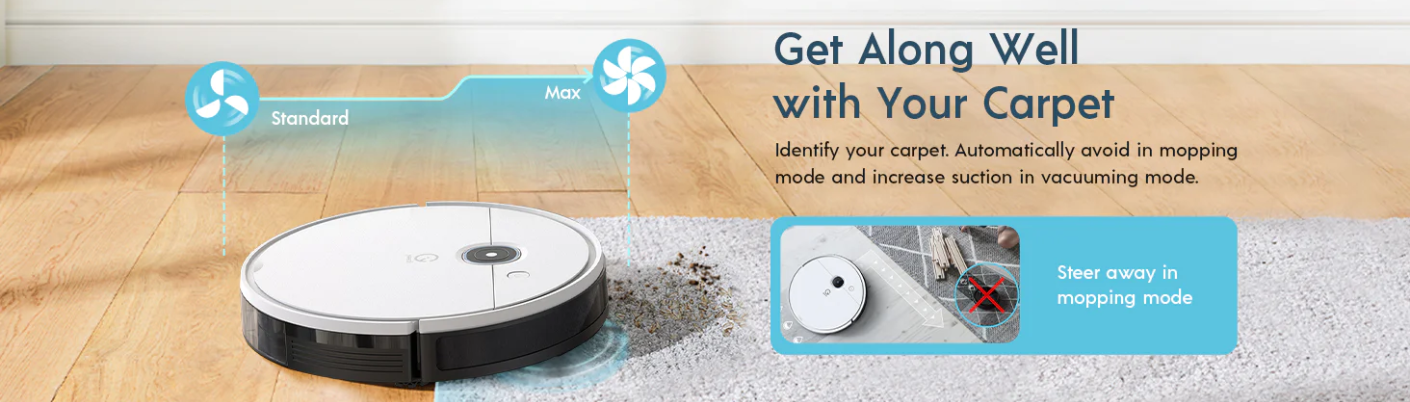 Get Along Well
with Your Carpet
Standard
Max
Identify your carpet. Automatically avoid in mopping
mode and increase suction in vacuuming mode.
Steer away in
mopping mode